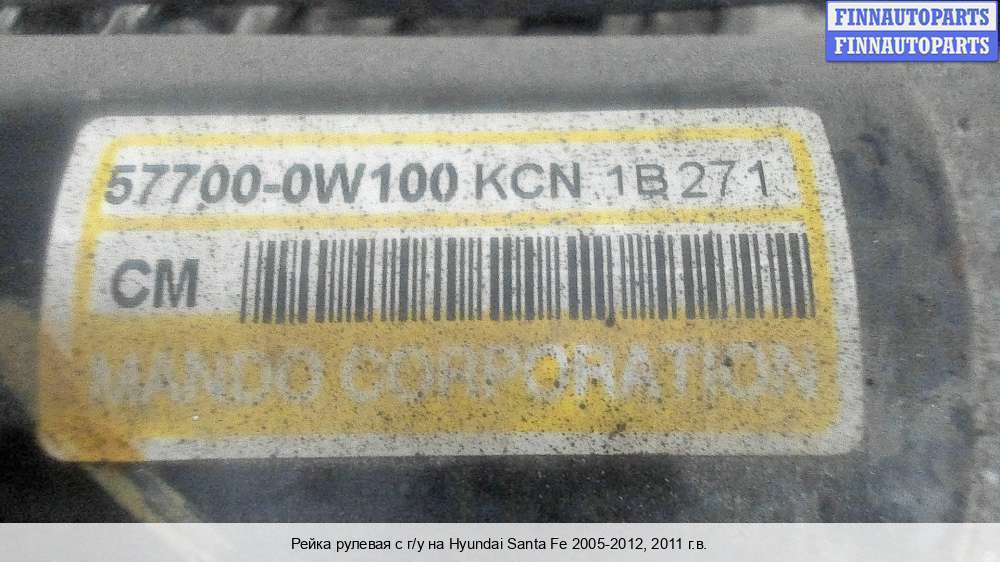 FINNAUTOPARTS
FINNAUTOPARTS
57700-0W100 KCN 1B271
CM
MANDO CORPORATION
Рейка рулевая с г/у на Hyundai Santa Fe 2005-2012, 2011 г.в.